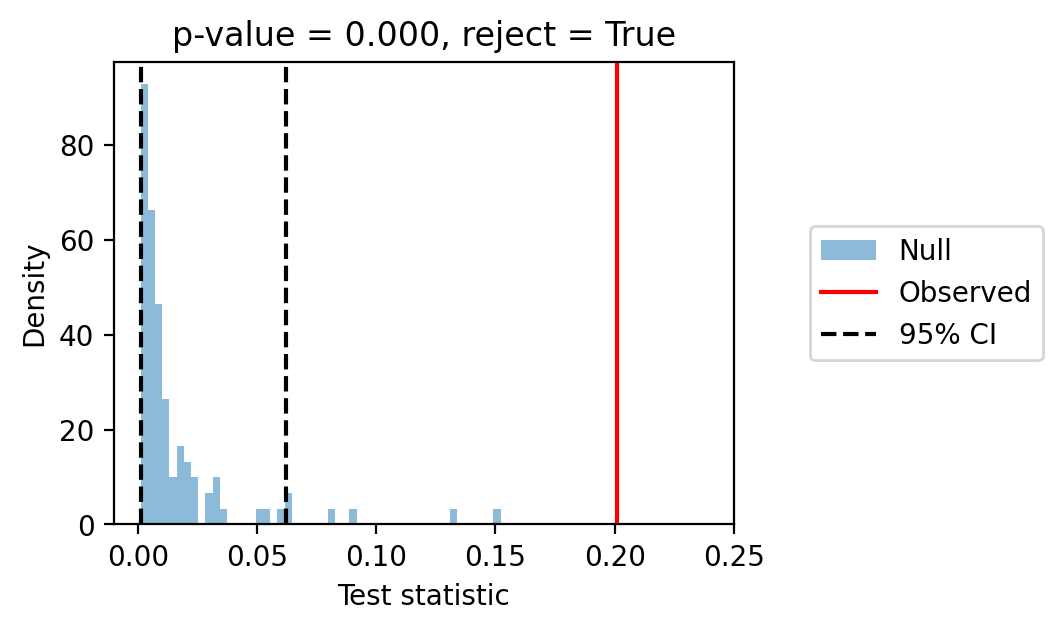 p-value = 0.000, reject = True
Density
80
60
40
20
0
0.00 0.05 0.10 0.15 0.20 0.25
Test statistic
Null
Observed
95% CI